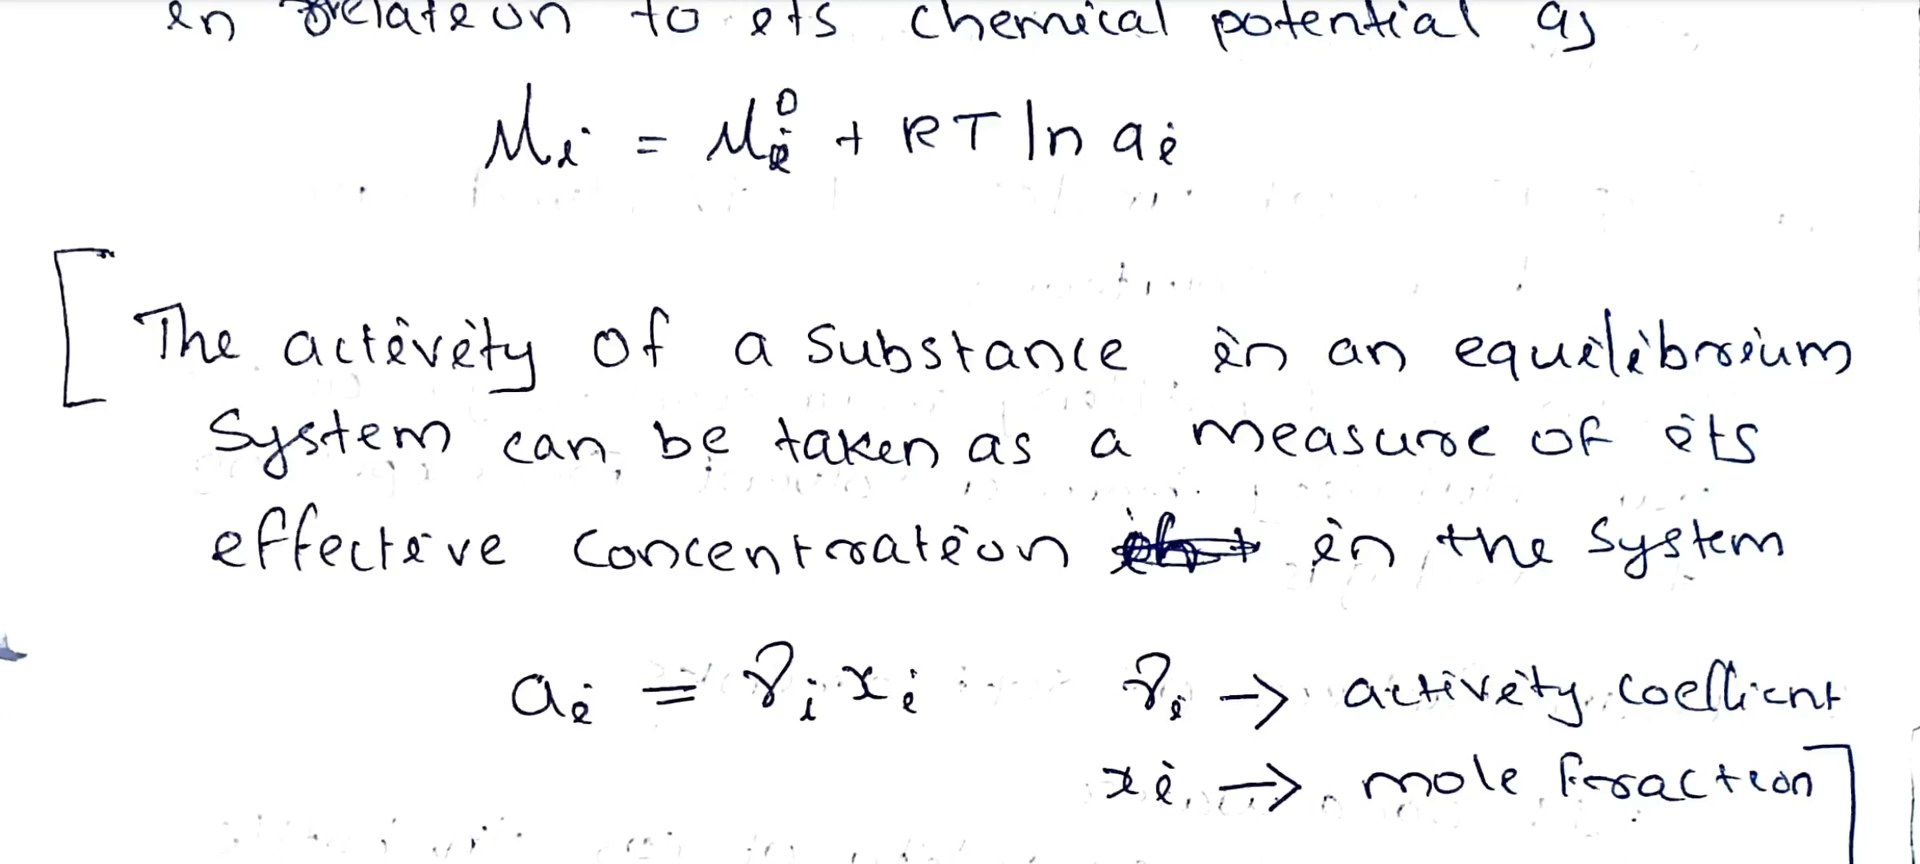 in relation to its chemical potential as
μi = μi⁰ + RT ln ai
[ The activity of a substance in an equilibrium
system can be taken as a measure of its
effective concentration in the system
ai = γi xi γi → activity coefficient
xi → mole fraction ]